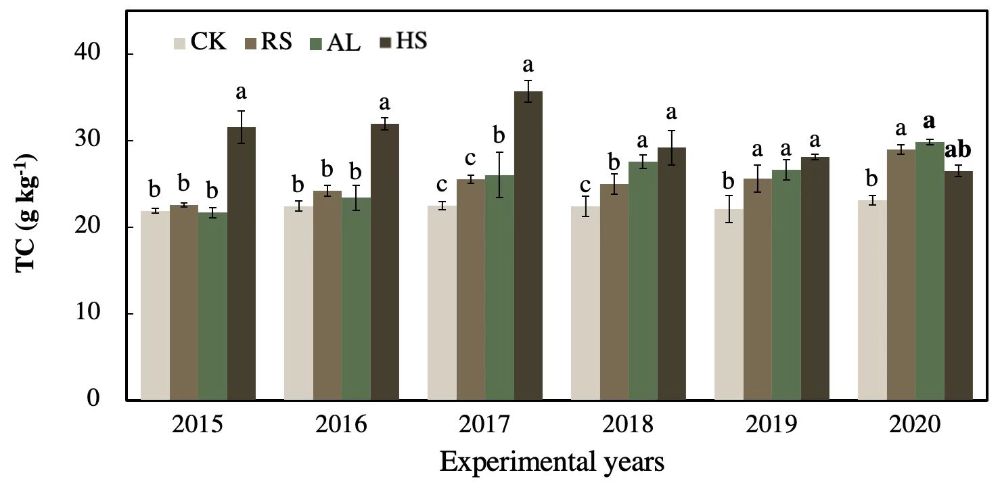 CK RS AL HS
TC (g kg-1)
40
30
20
10
0
b b b a
b b b a
c c b a
c b a a
b a a a
b a a ab
2015 2016 2017 2018 2019 2020
Experimental years